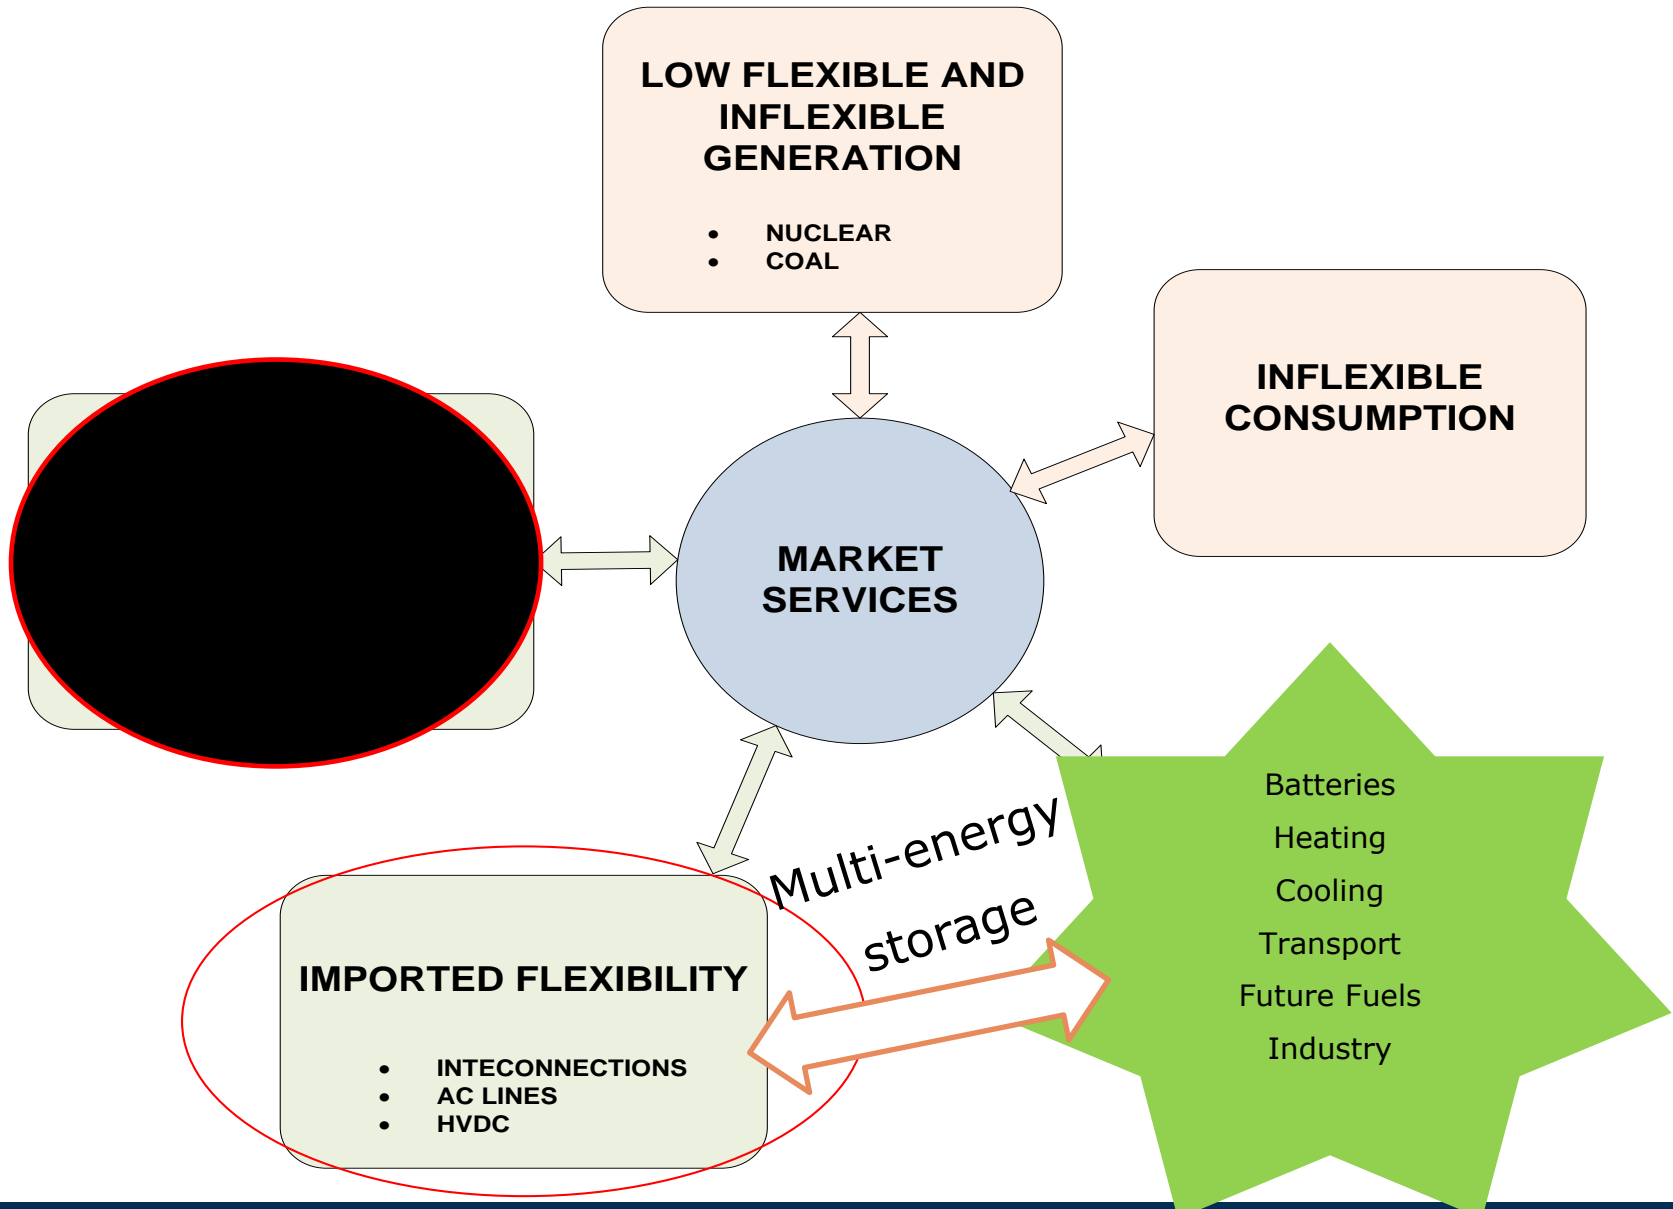 LOW FLEXIBLE AND
INFLEXIBLE
GENERATION
• NUCLEAR
• COAL
INFLEXIBLE
CONSUMPTION
MARKET
SERVICES
Multi-energy
storage
Batteries
Heating
Cooling
Transport
Future Fuels
Industry
IMPORTED FLEXIBILITY
• INTECONNECTIONS
• AC LINES
• HVDC